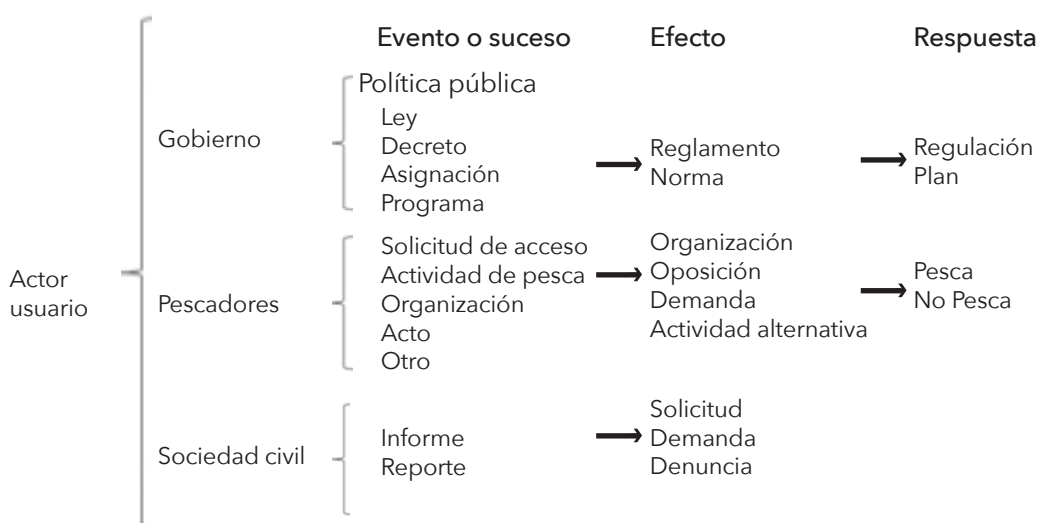 Evento o suceso Efecto Respuesta
Política pública
Gobierno
Ley
Decreto
Asignación
Programa
Reglamento
Norma
Regulación
Plan
Actor
usuario
Pescadores
Solicitud de acceso
Actividad de pesca
Organización
Acto
Otro
Organización
Oposición
Demanda
Actividad alternativa
Pesca
No Pesca
Sociedad civil
Informe
Reporte
Solicitud
Demanda
Denuncia